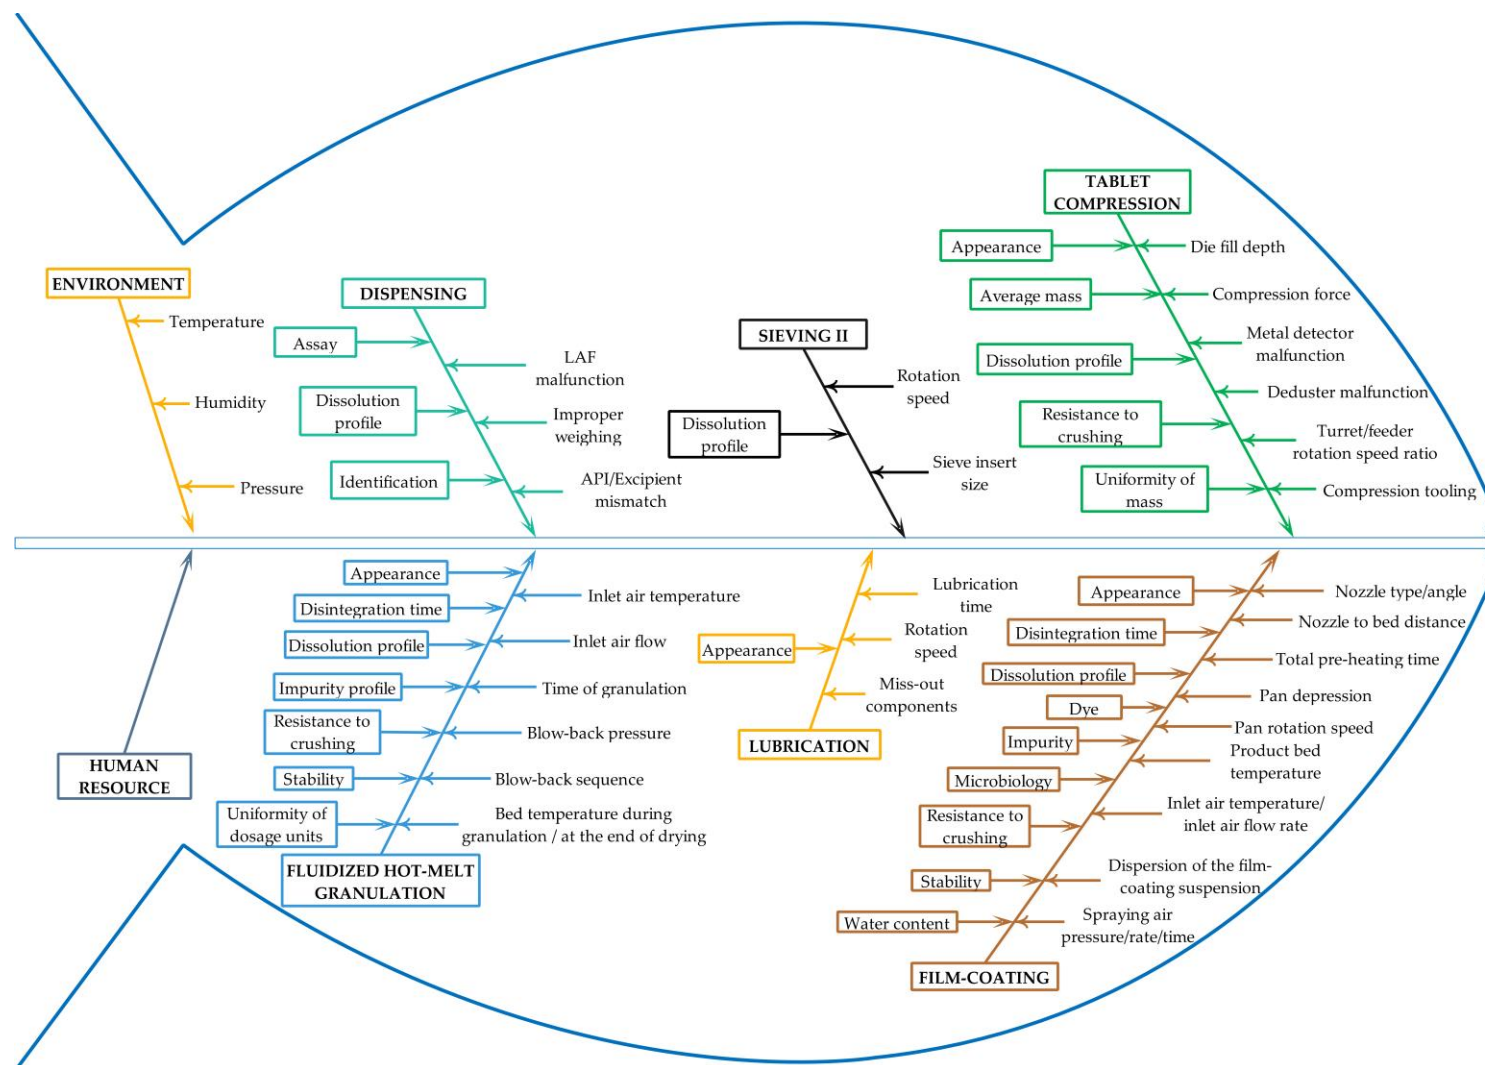 ENVIRONMENT
Temperature
Humidity
Pressure
DISPENSING
Assay
Dissolution
profile
Identification
LAF
malfunction
Improper
weighing
API/Excipient
mismatch
SIEVING II
Dissolution
profile
Rotation
speed
Sieve insert
size
TABLET
COMPRESSION
Appearance
Average mass
Dissolution profile
Resistance to
crushing
Uniformity of
mass
Die fill depth
Compression force
Metal detector
malfunction
Deduster malfunction
Turret/feeder
rotation speed ratio
Compression tooling
HUMAN
RESOURCE
Appearance
Disintegration time
Dissolution profile
Impurity profile
Resistance to
crushing
Stability
Uniformity of
dosage units
Inlet air temperature
Inlet air flow
Time of granulation
Blow-back pressure
Blow-back sequence
Bed temperature during
granulation / at the end of drying
FLUIDIZED HOT-MELT
GRANULATION
Appearance
Lubrication
time
Rotation
speed
Miss-out
components
LUBRICATION
Appearance
Disintegration time
Dissolution profile
Dye
Impurity
Microbiology
Resistance to
crushing
Stability
Water content
Nozzle type/angle
Nozzle to bed distance
Total pre-heating time
Pan depression
Pan rotation speed
Product bed
temperature
Inlet air temperature/
inlet air flow rate
Dispersion of the film-
coating suspension
Spraying air
pressure/rate/time
FILM-COATING